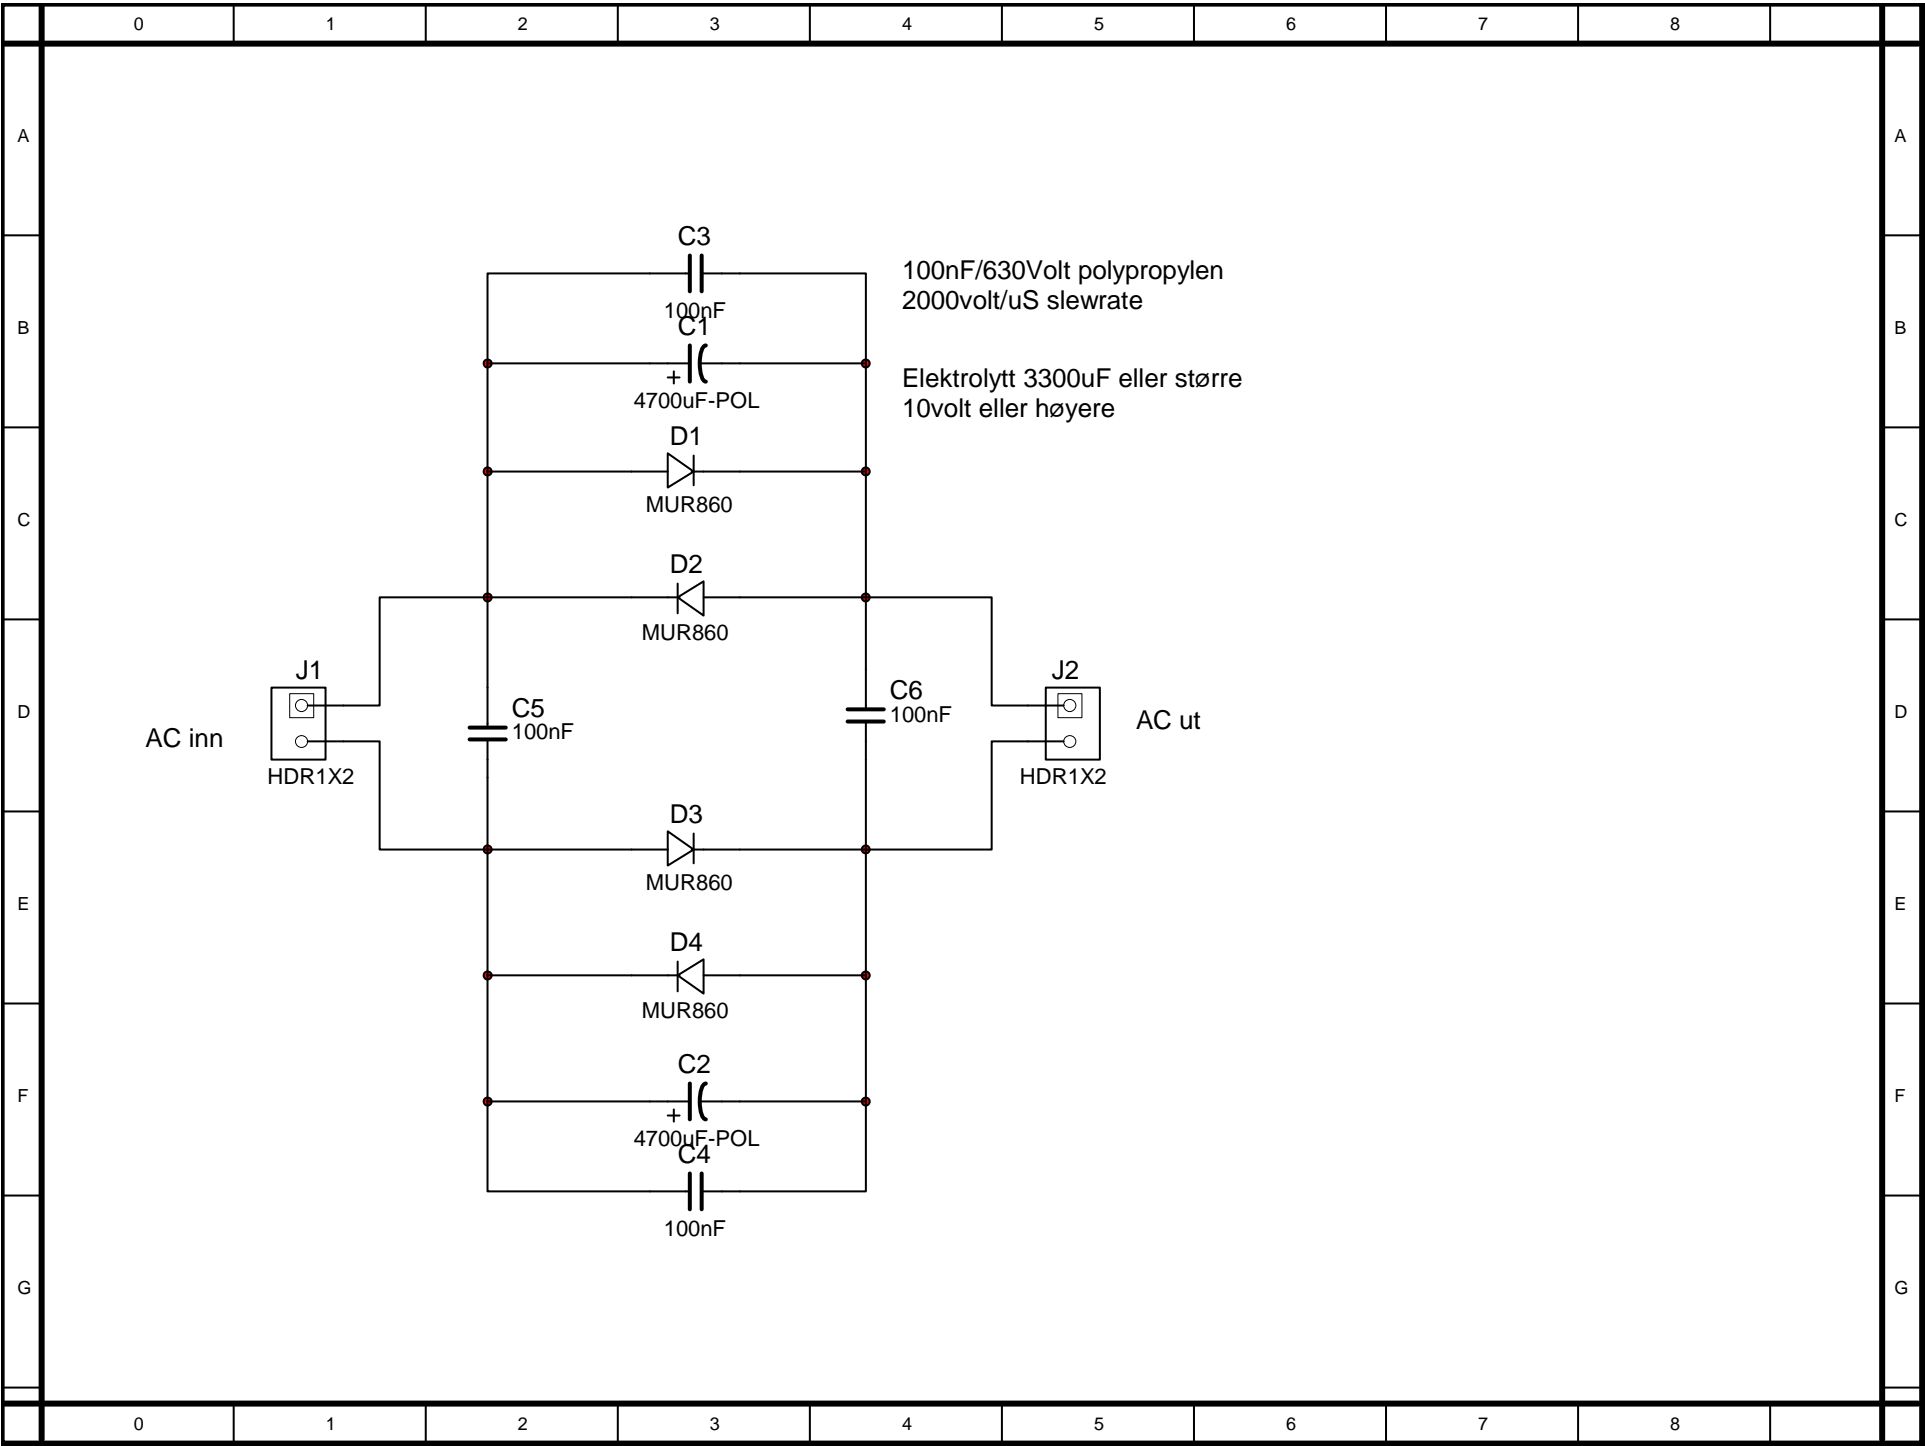 0 1 2 3 4 5 6 7 8
A A
C3
100nF
100nF/630Volt polypropylen
2000volt/uS slewrate
B B
C1
+
4700uF-POL
Elektrolytt 3300uF eller større
10volt eller høyere
D1
MUR860
C C
D2
MUR860
J1
J2
C5
100nF
C6
100nF
D D
AC inn
AC ut
HDR1X2
HDR1X2
D3
MUR860
E E
D4
MUR860
C2
+
4700uF-POL
F F
C4
100nF
G G
0 1 2 3 4 5 6 7 8